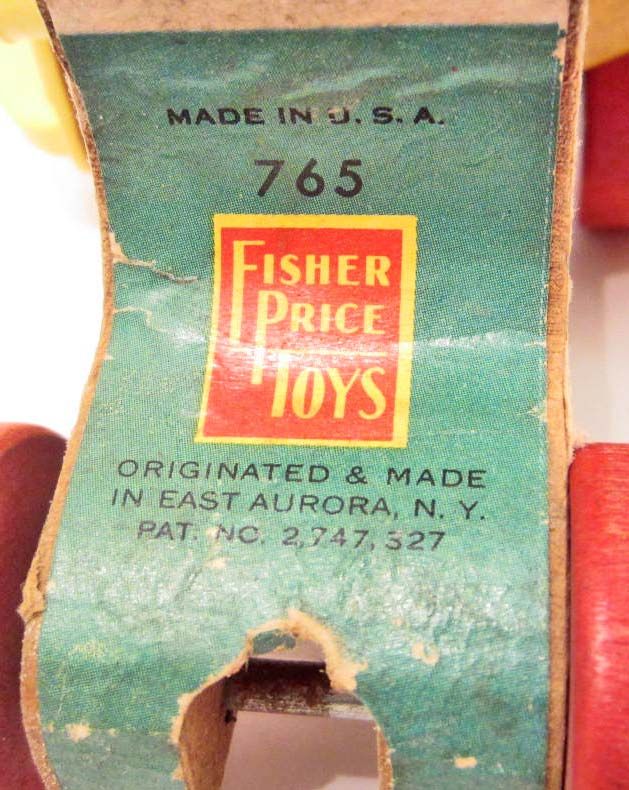 MADE IN U. S. A.
765
FISHER
PRICE
TOYS
ORIGINATED & MADE
IN EAST AURORA, N. Y.
PAT. NO. 2,747,327